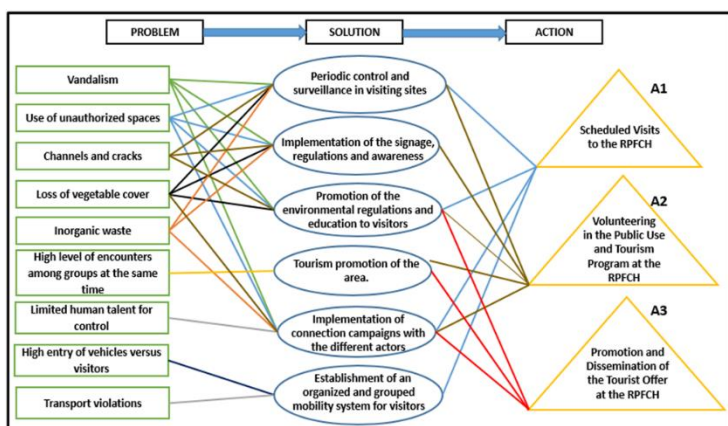 PROBLEM
SOLUTION
ACTION
Vandalism
Use of unauthorized spaces
Channels and cracks
Loss of vegetable cover
Inorganic waste
High level of encounters
among groups at the same
time
Limited human talent for
control
High entry of vehicles versus
visitors
Transport violations
Periodic control and
surveillance in visiting sites
Implementation of the signage,
regulations and awareness
Promotion of the
environmental regulations and
education to visitors
Tourism promotion of the
area.
Implementation of
connection campaigns with
the different actors
Establishment of an
organized and grouped
mobility system for visitors
A1
Scheduled Visits
to the RPFCH
A2
Volunteering
in the Public Use
and Tourism
Program at the
RPFCH
A3
Promotion and
Dissemination of
the Tourist Offer
at the RPFCH